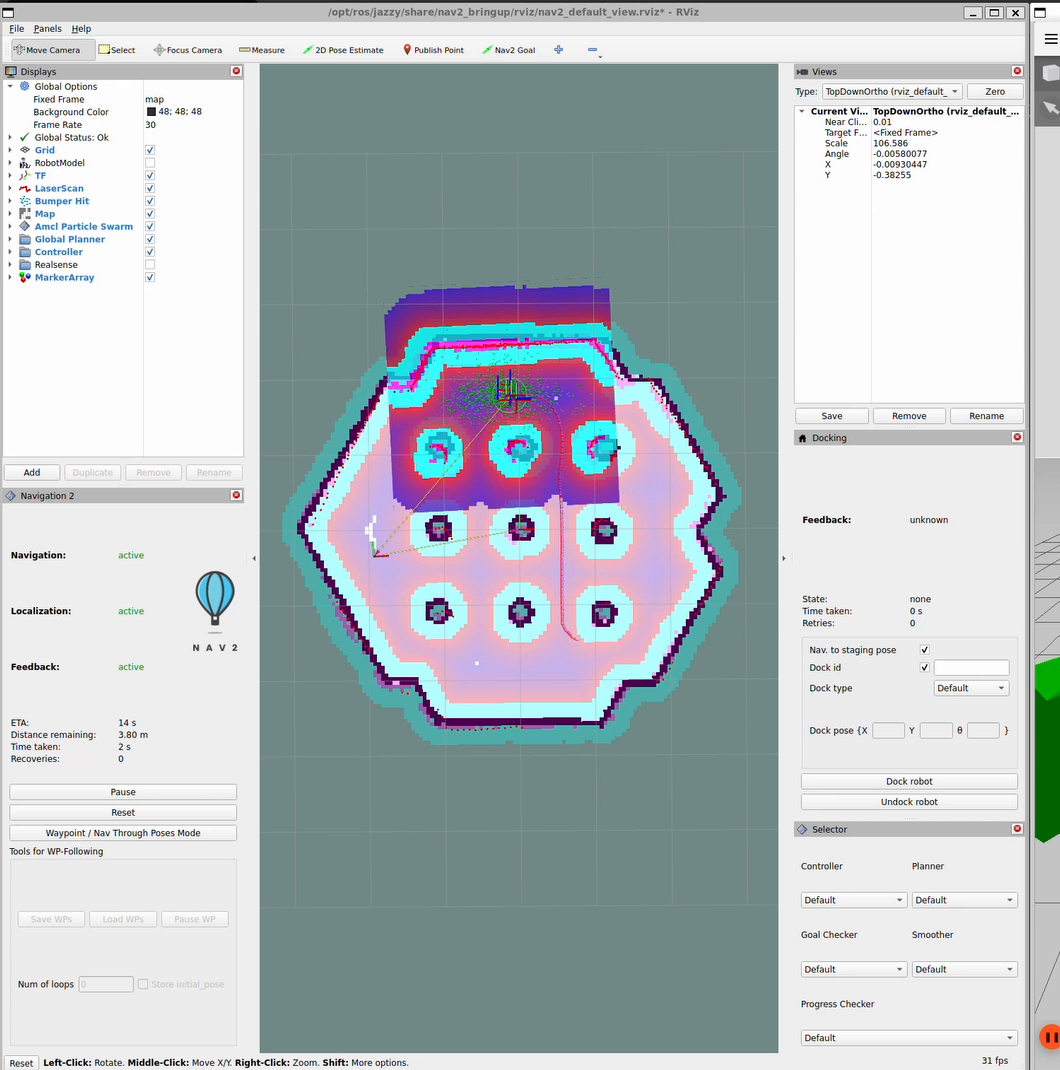 /opt/ros/jazzy/share/nav2_bringup/rviz/nav2_default_view.rviz* - RViz
File Panels Help
Move Camera Select Focus Camera Measure 2D Pose Estimate Publish Point Nav2 Goal
Displays
Global Options
Fixed Frame map
Background Color 48; 48; 48
Frame Rate 30
Global Status: Ok
Grid
RobotModel
TF
LaserScan
Bumper Hit
Map
Amcl Particle Swarm
Global Planner
Controller
Realsense
MarkerArray
Add Duplicate Remove Rename
Navigation 2
Navigation: active
Localization: active
NAV2
Feedback: active
ETA: 14 s
Distance remaining: 3.80 m
Time taken: 2 s
Recoveries: 0
Pause
Reset
Waypoint / Nav Through Poses Mode
Tools for WP-Following
Save WPs Load WPs Pause WP
Num of loops 0 Store initial_pose
Views
Type: TopDownOrtho (rviz_default_ Zero
Current Vi... TopDownOrtho (rviz_default_...
Near Cli... 0.01
Target F... <Fixed Frame>
Scale 106.586
Angle -0.00580077
X -0.00930447
Y -0.38255
Save Remove Rename
Docking
Feedback: unknown
State: none
Time taken: 0 s
Retries: 0
Nav. to staging pose
Dock id
Dock type Default
Dock pose {X Y θ }
Dock robot
Undock robot
Selector
Controller Planner
Default Default
Goal Checker Smoother
Default Default
Progress Checker
Default
Reset Left-Click: Rotate. Middle-Click: Move X/Y. Right-Click: Zoom. Shift: More options. 31 fps